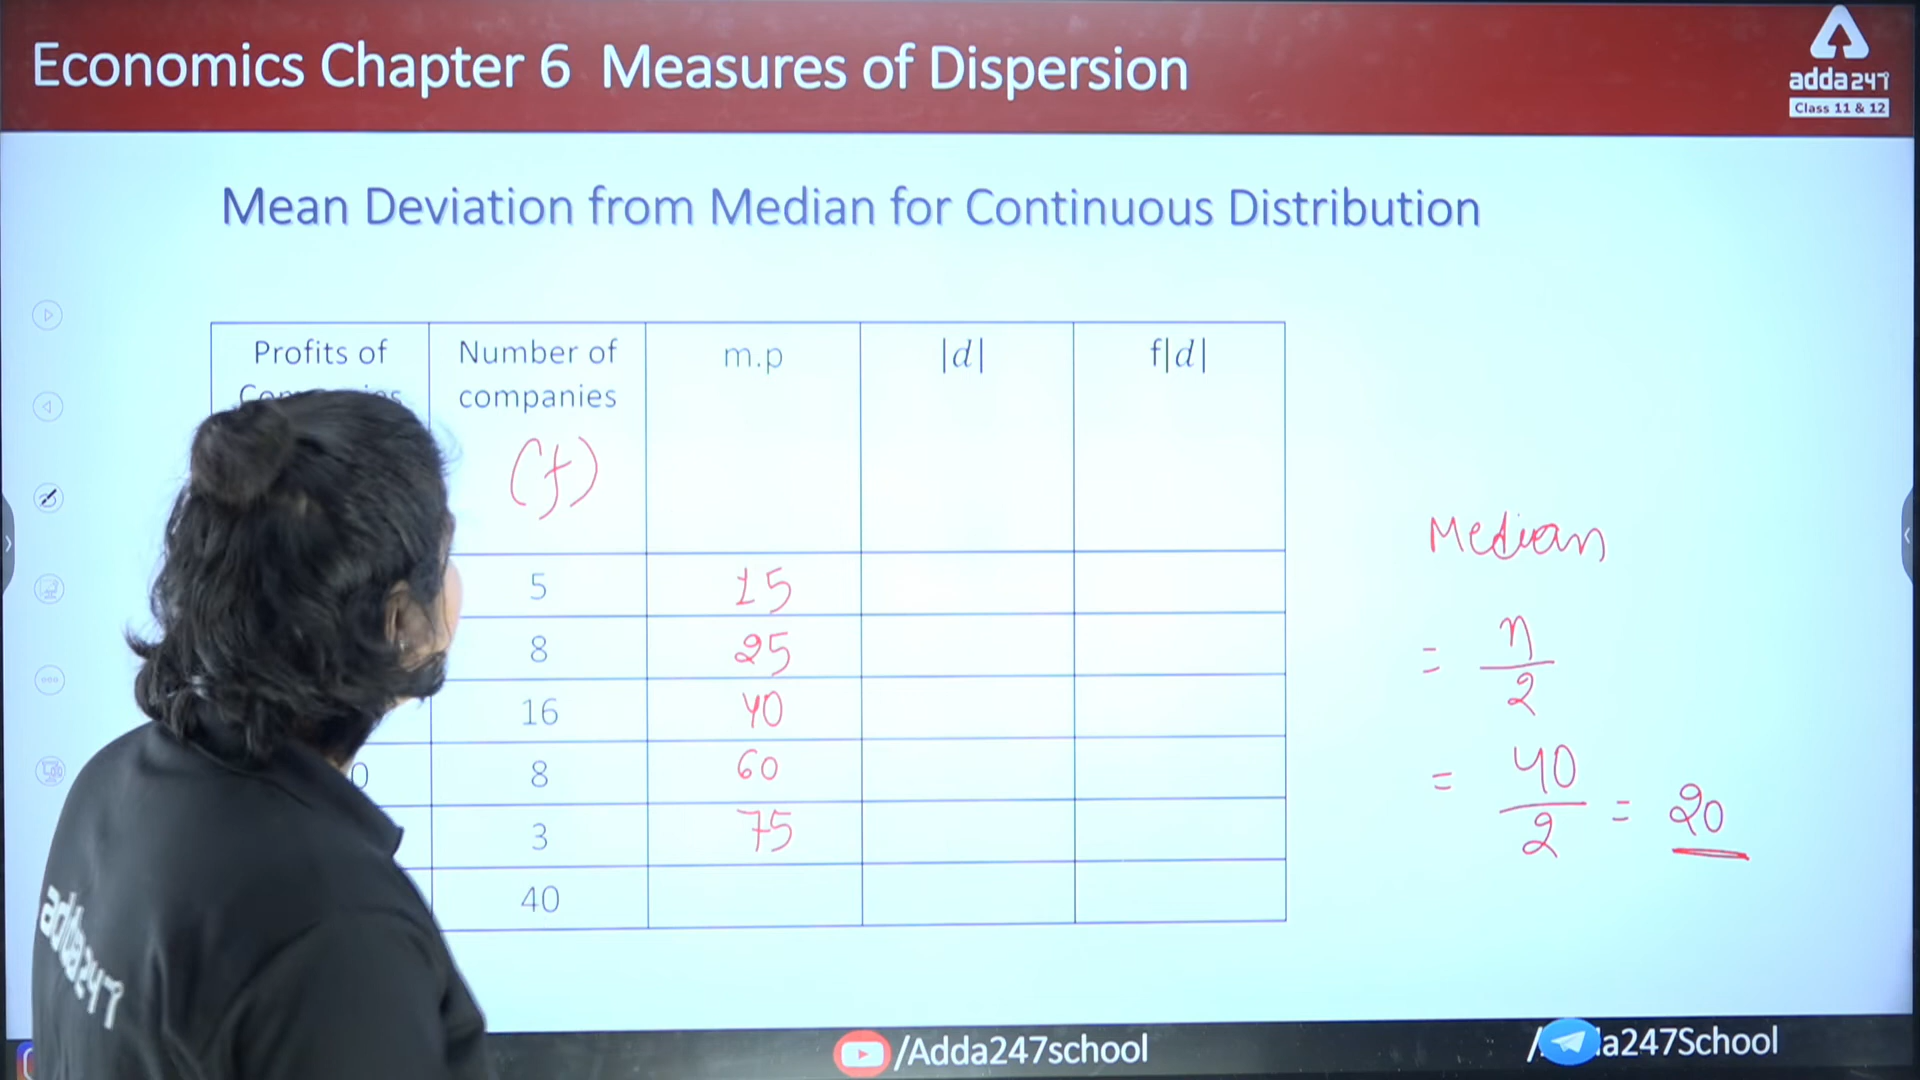 Economics Chapter 6 Measures of Dispersion
adda247
Class 11 & 12
Mean Deviation from Median for Continuous Distribution
Profits of Number of m.p |d| f|d|
companies
(f)
5 15
8 25
16 40
8 60
3 75
40
Median
= n/2
= 40/2 = 20
adda247
/Adda247school
a247School